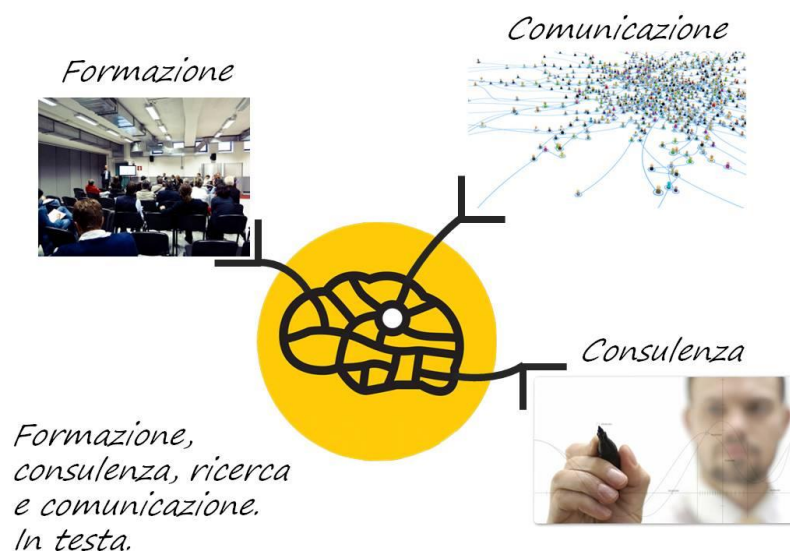 Comunicazione
Formazione
Consulenza
Formazione,
consulenza, ricerca
e comunicazione.
In testa.